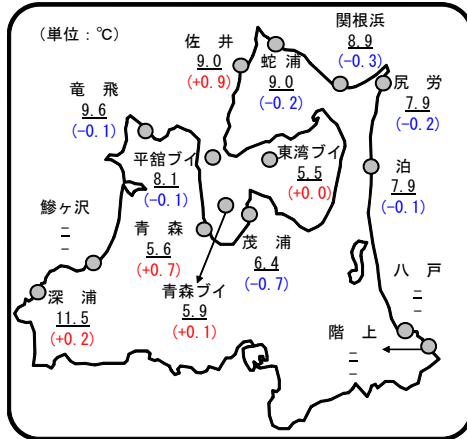 （単位：℃）
佐　井
9.0
(+0.9)
蛇　浦
9.0
(-0.2)
関根浜
8.9
(-0.3)
尻　労
7.9
(-0.2)
竜　飛
9.6
(-0.1)
平舘ブイ
8.1
(-0.1)
東湾ブイ
5.5
(+0.0)
泊
7.9
(-0.1)
鰺ヶ沢
--
--
青　森
5.6
(+0.7)
茂　浦
6.4
(-0.7)
青森ブイ
5.9
(+0.1)
深　浦
11.5
(+0.2)
八　戸
--
--
階　上
--
--